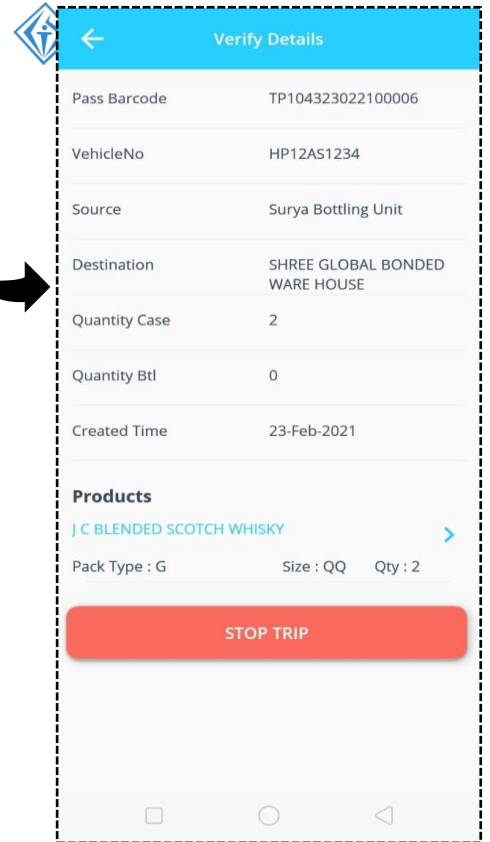 Verify Details
Pass Barcode TP104323022100006
VehicleNo HP12AS1234
Source Surya Bottling Unit
Destination SHREE GLOBAL BONDED
WARE HOUSE
Quantity Case 2
Quantity Btl 0
Created Time 23-Feb-2021
Products
J C BLENDED SCOTCH WHISKY
Pack Type : G Size : QQ Qty : 2
STOP TRIP